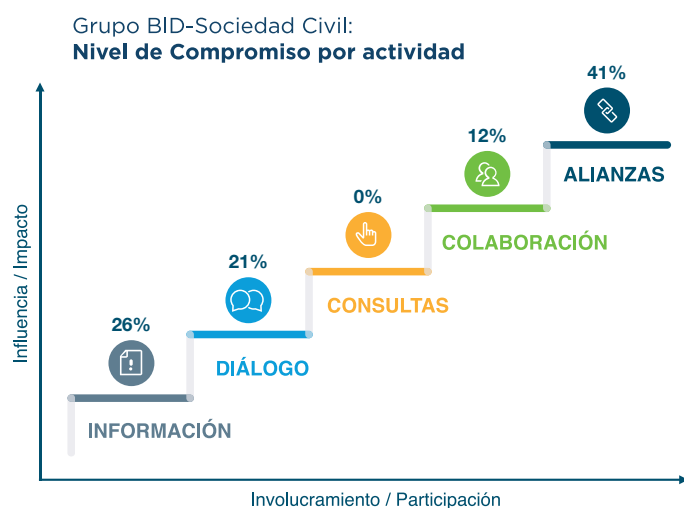 Grupo BID-Sociedad Civil:
Nivel de Compromiso por actividad
41%
12%
ALIANZAS
0%
COLABORACIÓN
21%
CONSULTAS
26%
DIÁLOGO
INFORMACIÓN
Influencia / Impacto
Involucramiento / Participación